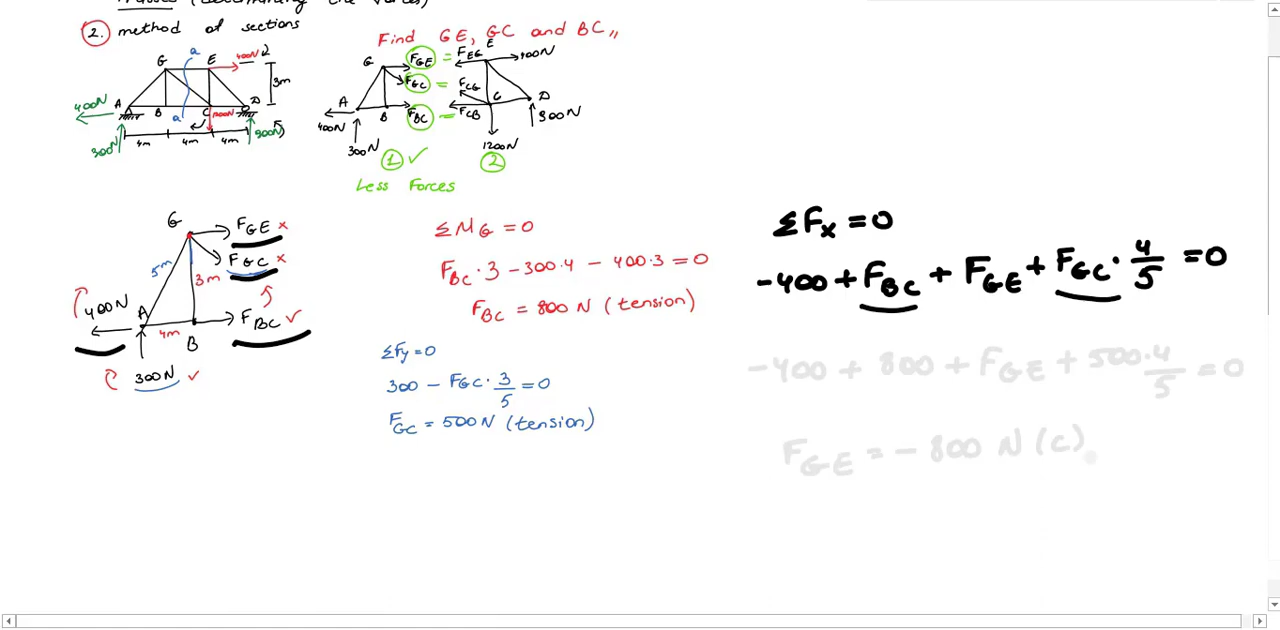 2. method of sections
Find GE, GC and BC,,
G E 400N
3m
400N A B C D
a
a
1200N
300N 900N
4m 4m 4m
G FGE = FEG E 400N
FGC = FCG
A B FBC = FCB C D
400N 300N
300N 1200N
1 ✓ 2
Less Forces
G FGE ×
FGC ×
5m 3m
400N A FBC ✓
4m B
300N ✓
ΣMG = 0
FBC · 3 - 300.4 - 400.3 = 0
FBC = 800 N (tension)
ΣFy = 0
300 - FGC · 3/5 = 0
FGC = 500 N (tension)
ΣFx = 0
-400 + FBC + FGE + FGC · 4/5 = 0
-400 + 800 + FGE + 500.4/5 = 0
FGE = - 800 N (C)